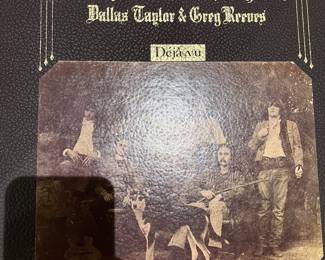 Dallas Taylor & Greg Reeves
Déjà vu